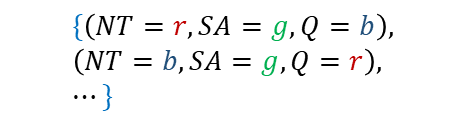 {(NT = r, SA = g, Q = b),
(NT = b, SA = g, Q = r),
⋯ }